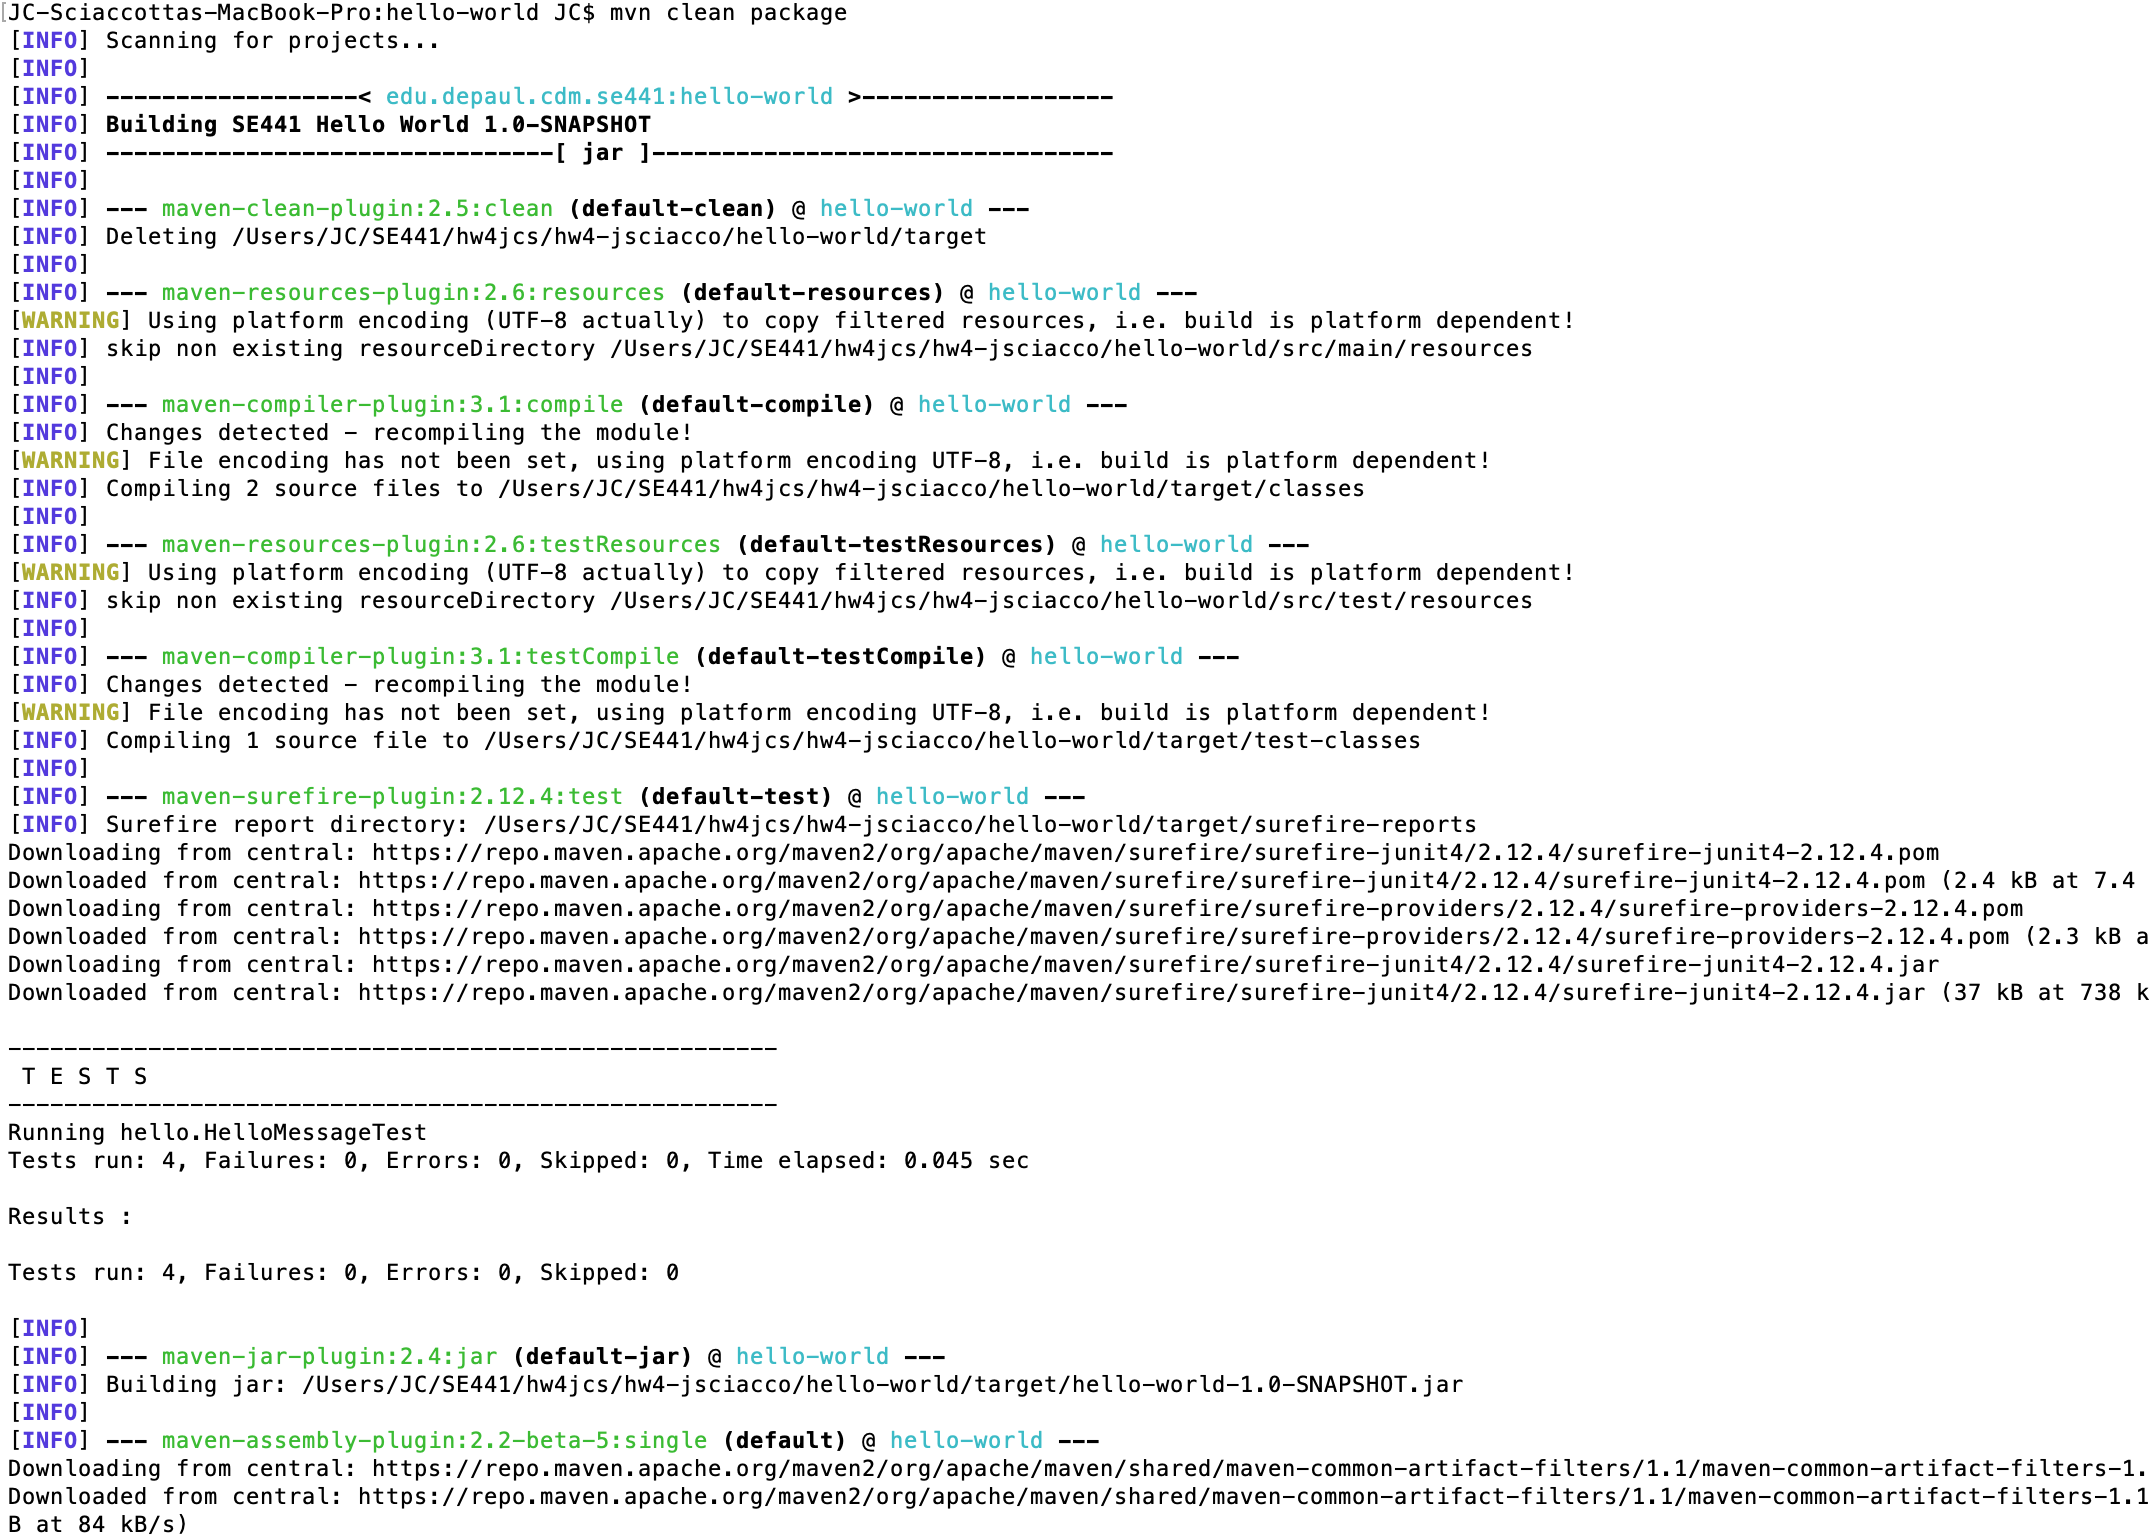 JC-Sciaccottas-MacBook-Pro:hello-world JC$ mvn clean package
[INFO] Scanning for projects...
[INFO]
[INFO] ------------------< edu.depaul.cdm.se441:hello-world >------------------
[INFO] Building SE441 Hello World 1.0-SNAPSHOT
[INFO] --------------------------------[ jar ]---------------------------------
[INFO]
[INFO] --- maven-clean-plugin:2.5:clean (default-clean) @ hello-world ---
[INFO] Deleting /Users/JC/SE441/hw4jcs/hw4-jsciacco/hello-world/target
[INFO]
[INFO] --- maven-resources-plugin:2.6:resources (default-resources) @ hello-world ---
[WARNING] Using platform encoding (UTF-8 actually) to copy filtered resources, i.e. build is platform dependent!
[INFO] skip non existing resourceDirectory /Users/JC/SE441/hw4jcs/hw4-jsciacco/hello-world/src/main/resources
[INFO]
[INFO] --- maven-compiler-plugin:3.1:compile (default-compile) @ hello-world ---
[INFO] Changes detected - recompiling the module!
[WARNING] File encoding has not been set, using platform encoding UTF-8, i.e. build is platform dependent!
[INFO] Compiling 2 source files to /Users/JC/SE441/hw4jcs/hw4-jsciacco/hello-world/target/classes
[INFO]
[INFO] --- maven-resources-plugin:2.6:testResources (default-testResources) @ hello-world ---
[WARNING] Using platform encoding (UTF-8 actually) to copy filtered resources, i.e. build is platform dependent!
[INFO] skip non existing resourceDirectory /Users/JC/SE441/hw4jcs/hw4-jsciacco/hello-world/src/test/resources
[INFO]
[INFO] --- maven-compiler-plugin:3.1:testCompile (default-testCompile) @ hello-world ---
[INFO] Changes detected - recompiling the module!
[WARNING] File encoding has not been set, using platform encoding UTF-8, i.e. build is platform dependent!
[INFO] Compiling 1 source file to /Users/JC/SE441/hw4jcs/hw4-jsciacco/hello-world/target/test-classes
[INFO]
[INFO] --- maven-surefire-plugin:2.12.4:test (default-test) @ hello-world ---
[INFO] Surefire report directory: /Users/JC/SE441/hw4jcs/hw4-jsciacco/hello-world/target/surefire-reports
Downloading from central: https://repo.maven.apache.org/maven2/org/apache/maven/surefire/surefire-junit4/2.12.4/surefire-junit4-2.12.4.pom
Downloaded from central: https://repo.maven.apache.org/maven2/org/apache/maven/surefire/surefire-junit4/2.12.4/surefire-junit4-2.12.4.pom (2.4 kB at 7.4
Downloading from central: https://repo.maven.apache.org/maven2/org/apache/maven/surefire/surefire-providers/2.12.4/surefire-providers-2.12.4.pom
Downloaded from central: https://repo.maven.apache.org/maven2/org/apache/maven/surefire/surefire-providers/2.12.4/surefire-providers-2.12.4.pom (2.3 kB a
Downloading from central: https://repo.maven.apache.org/maven2/org/apache/maven/surefire/surefire-junit4/2.12.4/surefire-junit4-2.12.4.jar
Downloaded from central: https://repo.maven.apache.org/maven2/org/apache/maven/surefire/surefire-junit4/2.12.4/surefire-junit4-2.12.4.jar (37 kB at 738 k

-------------------------------------------------------
 T E S T S
-------------------------------------------------------
Running hello.HelloMessageTest
Tests run: 4, Failures: 0, Errors: 0, Skipped: 0, Time elapsed: 0.045 sec

Results :

Tests run: 4, Failures: 0, Errors: 0, Skipped: 0

[INFO]
[INFO] --- maven-jar-plugin:2.4:jar (default-jar) @ hello-world ---
[INFO] Building jar: /Users/JC/SE441/hw4jcs/hw4-jsciacco/hello-world/target/hello-world-1.0-SNAPSHOT.jar
[INFO]
[INFO] --- maven-assembly-plugin:2.2-beta-5:single (default) @ hello-world ---
Downloading from central: https://repo.maven.apache.org/maven2/org/apache/maven/shared/maven-common-artifact-filters/1.1/maven-common-artifact-filters-1.
Downloaded from central: https://repo.maven.apache.org/maven2/org/apache/maven/shared/maven-common-artifact-filters/1.1/maven-common-artifact-filters-1.1
B at 84 kB/s)